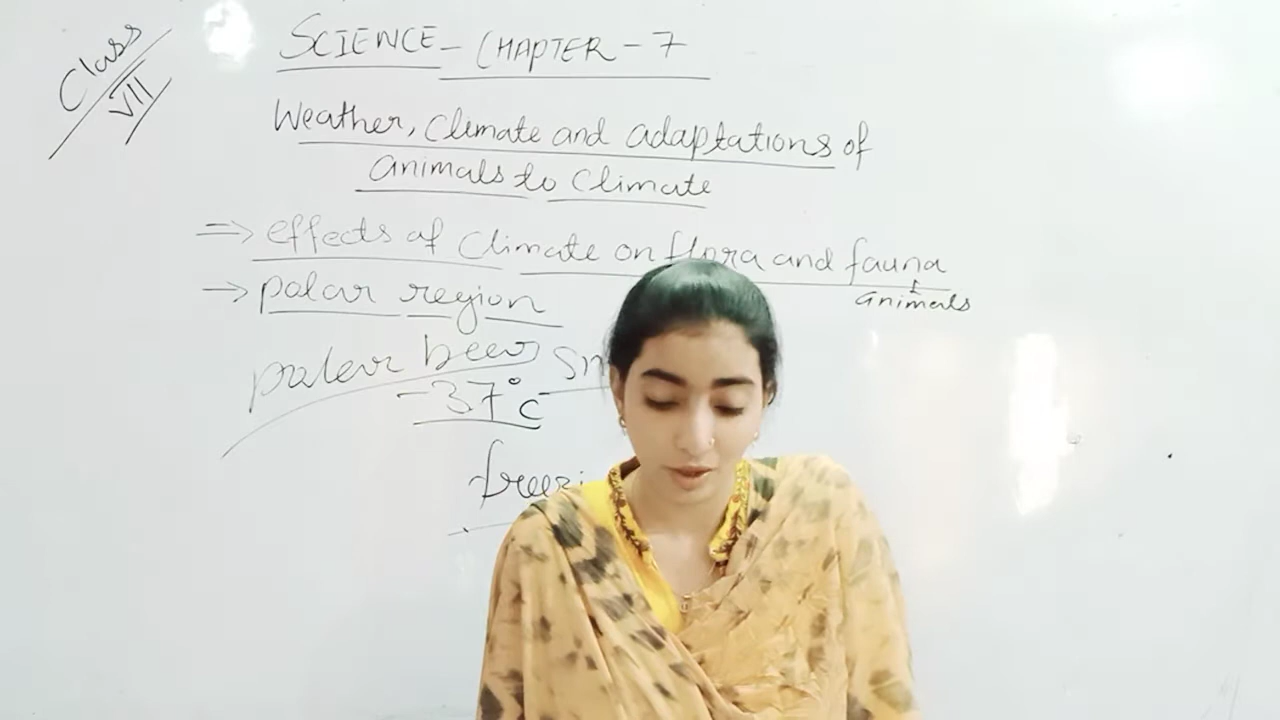 Class
VII
SCIENCE - CHAPTER - 7
Weather, climate and adaptations of
animals to climate
⇒ effects of climate on flora and fauna
animals
→ polar region
polar bear
-37°C